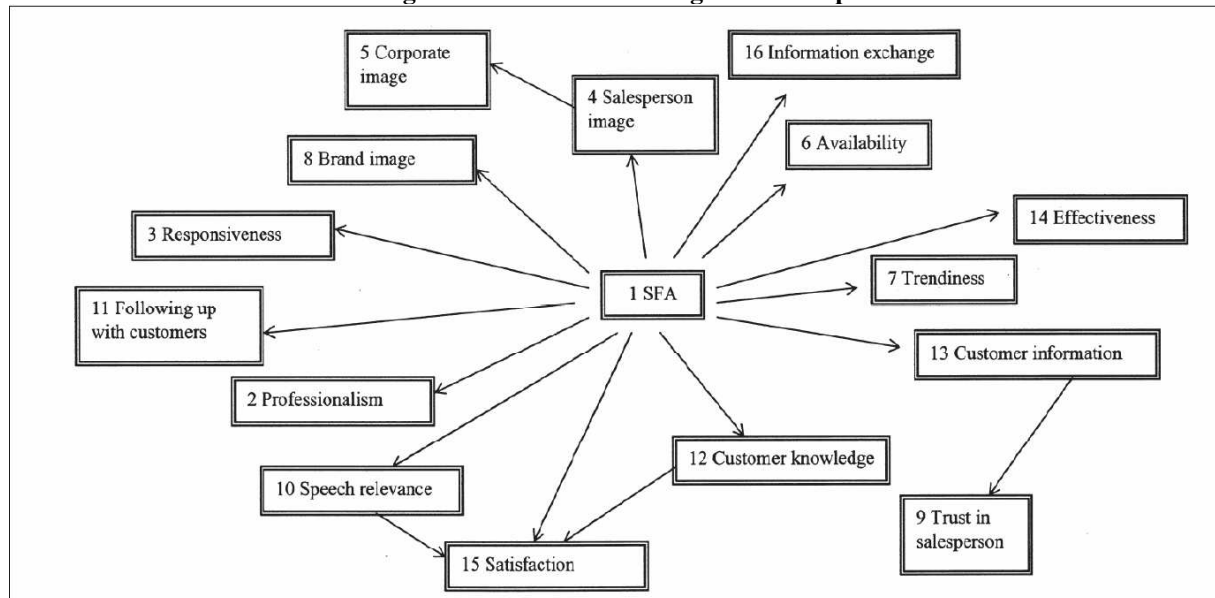 5 Corporate
image
16 Information exchange
4 Salesperson
image
6 Availability
8 Brand image
14 Effectiveness
3 Responsiveness
7 Trendiness
1 SFA
11 Following up
with customers
13 Customer information
2 Professionalism
12 Customer knowledge
10 Speech relevance
9 Trust in
salesperson
15 Satisfaction